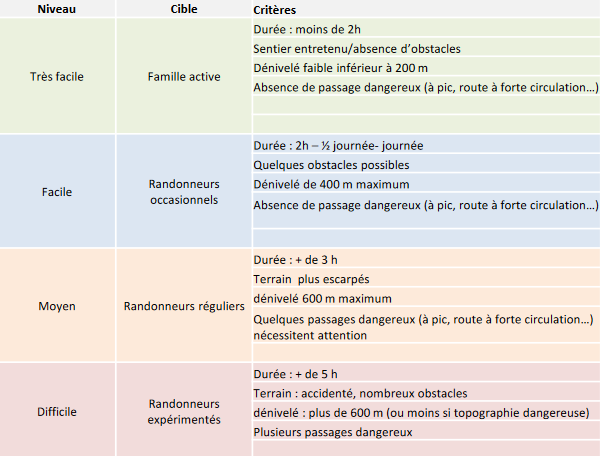 Niveau Cible Critères
Très facile
Famille active
Durée : moins de 2h
Sentier entretenu/absence d'obstacles
Dénivelé faible inférieur à 200 m
Absence de passage dangereux (à pic, route à forte circulation…)
Facile
Randonneurs
occasionnels
Durée : 2h – ½ journée- journée
Quelques obstacles possibles
Dénivelé de 400 m maximum
Absence de passage dangereux (à pic, route à forte circulation…)
Moyen
Randonneurs réguliers
Durée : + de 3 h
Terrain  plus escarpés
dénivelé 600 m maximum
Quelques passages dangereux (à pic, route à forte circulation…)
nécessitent attention
Difficile
Randonneurs
expérimentés
Durée : + de 5 h
Terrain : accidenté, nombreux obstacles
dénivelé : plus de 600 m (ou moins si topographie dangereuse)
Plusieurs passages dangereux